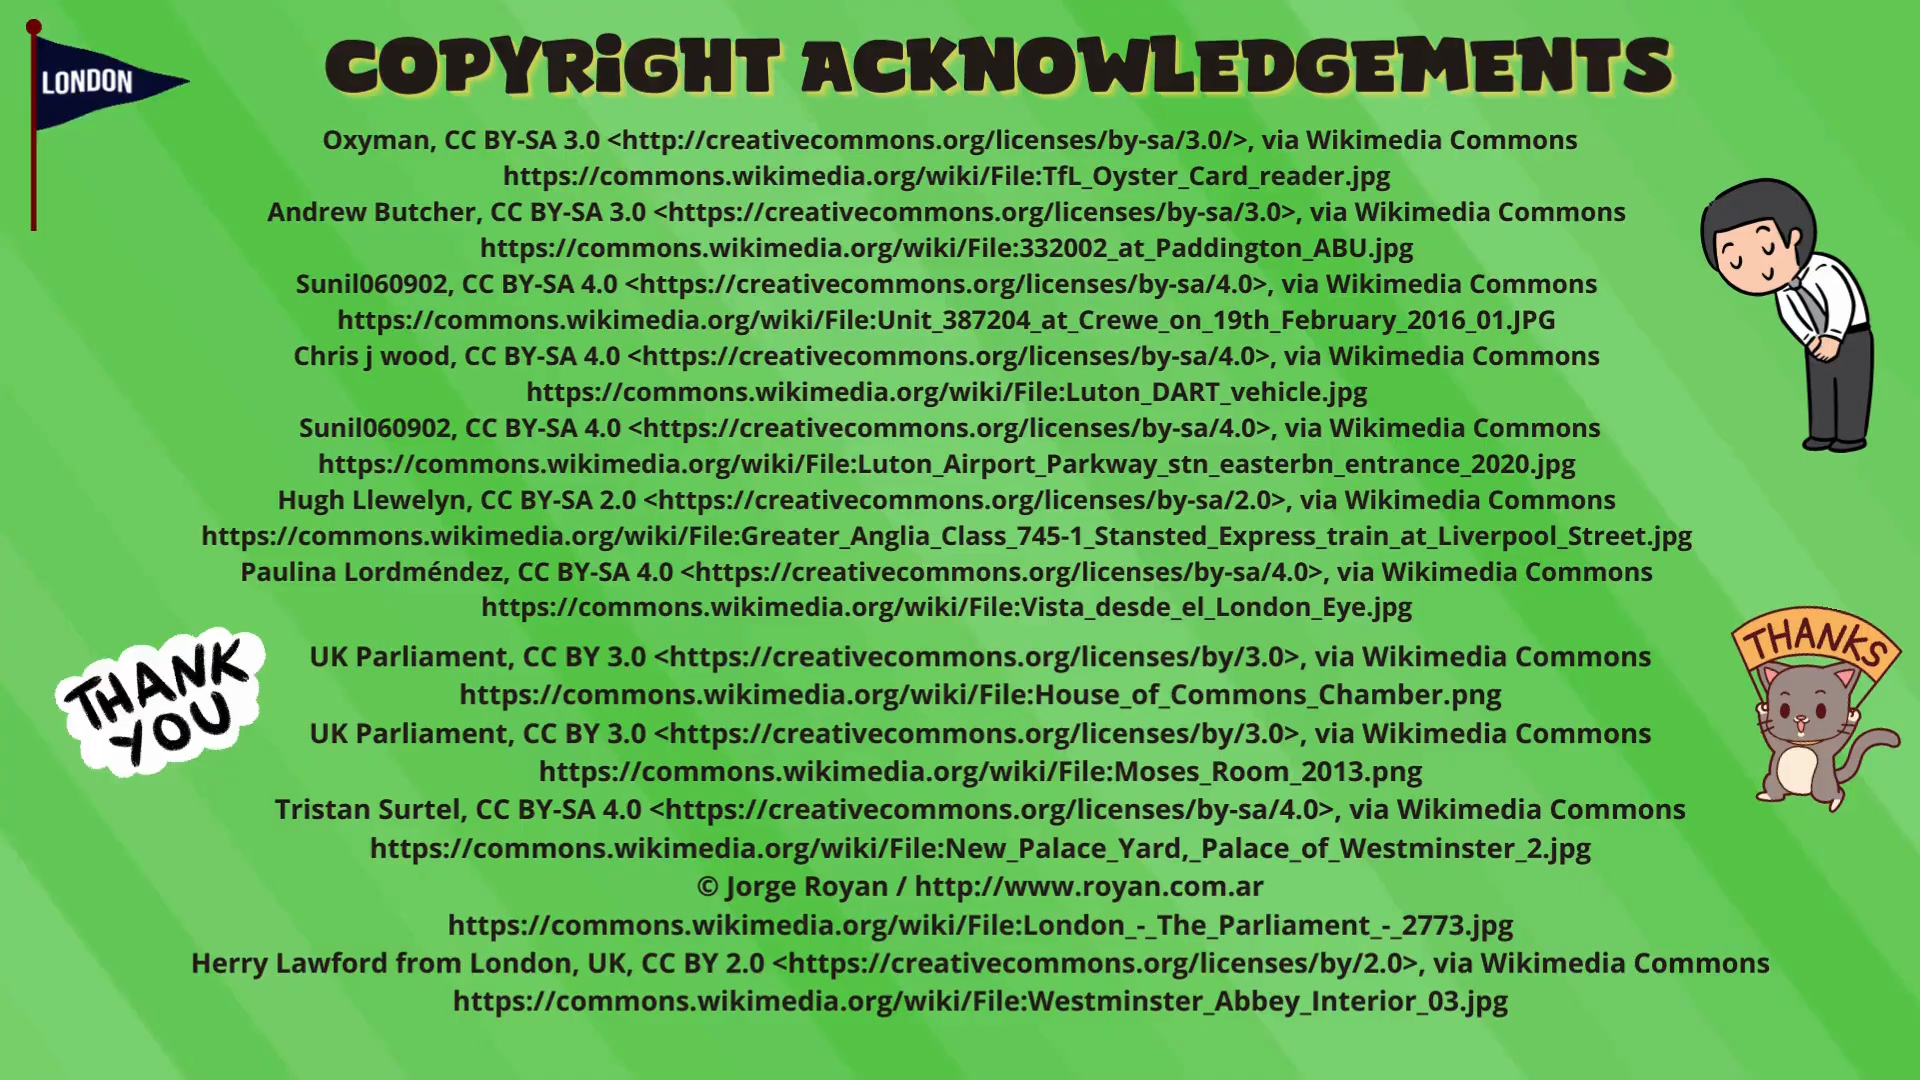 LONDON
COPYRiGHT ACKNOWLEDGEMENTS
Oxyman, CC BY-SA 3.0 <http://creativecommons.org/licenses/by-sa/3.0/>, via Wikimedia Commons
https://commons.wikimedia.org/wiki/File:TfL_Oyster_Card_reader.jpg
Andrew Butcher, CC BY-SA 3.0 <https://creativecommons.org/licenses/by-sa/3.0>, via Wikimedia Commons
https://commons.wikimedia.org/wiki/File:332002_at_Paddington_ABU.jpg
Sunil060902, CC BY-SA 4.0 <https://creativecommons.org/licenses/by-sa/4.0>, via Wikimedia Commons
https://commons.wikimedia.org/wiki/File:Unit_387204_at_Crewe_on_19th_February_2016_01.JPG
Chris j wood, CC BY-SA 4.0 <https://creativecommons.org/licenses/by-sa/4.0>, via Wikimedia Commons
https://commons.wikimedia.org/wiki/File:Luton_DART_vehicle.jpg
Sunil060902, CC BY-SA 4.0 <https://creativecommons.org/licenses/by-sa/4.0>, via Wikimedia Commons
https://commons.wikimedia.org/wiki/File:Luton_Airport_Parkway_stn_easterbn_entrance_2020.jpg
Hugh Llewelyn, CC BY-SA 2.0 <https://creativecommons.org/licenses/by-sa/2.0>, via Wikimedia Commons
https://commons.wikimedia.org/wiki/File:Greater_Anglia_Class_745-1_Stansted_Express_train_at_Liverpool_Street.jpg
Paulina Lordméndez, CC BY-SA 4.0 <https://creativecommons.org/licenses/by-sa/4.0>, via Wikimedia Commons
https://commons.wikimedia.org/wiki/File:Vista_desde_el_London_Eye.jpg
UK Parliament, CC BY 3.0 <https://creativecommons.org/licenses/by/3.0>, via Wikimedia Commons
https://commons.wikimedia.org/wiki/File:House_of_Commons_Chamber.png
UK Parliament, CC BY 3.0 <https://creativecommons.org/licenses/by/3.0>, via Wikimedia Commons
https://commons.wikimedia.org/wiki/File:Moses_Room_2013.png
Tristan Surtel, CC BY-SA 4.0 <https://creativecommons.org/licenses/by-sa/4.0>, via Wikimedia Commons
https://commons.wikimedia.org/wiki/File:New_Palace_Yard,_Palace_of_Westminster_2.jpg
© Jorge Royan / http://www.royan.com.ar
https://commons.wikimedia.org/wiki/File:London_-_The_Parliament_-_2773.jpg
Herry Lawford from London, UK, CC BY 2.0 <https://creativecommons.org/licenses/by/2.0>, via Wikimedia Commons
https://commons.wikimedia.org/wiki/File:Westminster_Abbey_Interior_03.jpg
THANK
YOU
THANKS